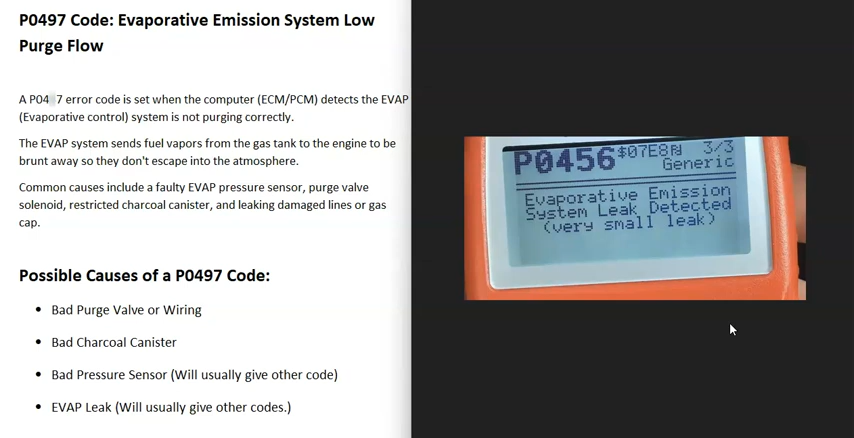 P0497 Code: Evaporative Emission System Low
Purge Flow
A P04 7 error code is set when the computer (ECM/PCM) detects the EVAP
(Evaporative control) system is not purging correctly.
The EVAP system sends fuel vapors from the gas tank to the engine to be
brunt away so they don't escape into the atmosphere.
Common causes include a faulty EVAP pressure sensor, purge valve
solenoid, restricted charcoal canister, and leaking damaged lines or gas
cap.
Possible Causes of a P0497 Code:
• Bad Purge Valve or Wiring
• Bad Charcoal Canister
• Bad Pressure Sensor (Will usually give other code)
• EVAP Leak (Will usually give other codes.)
P0456 $07E8 3/3
Generic
Evaporative Emission
System Leak Detected
(very small leak)